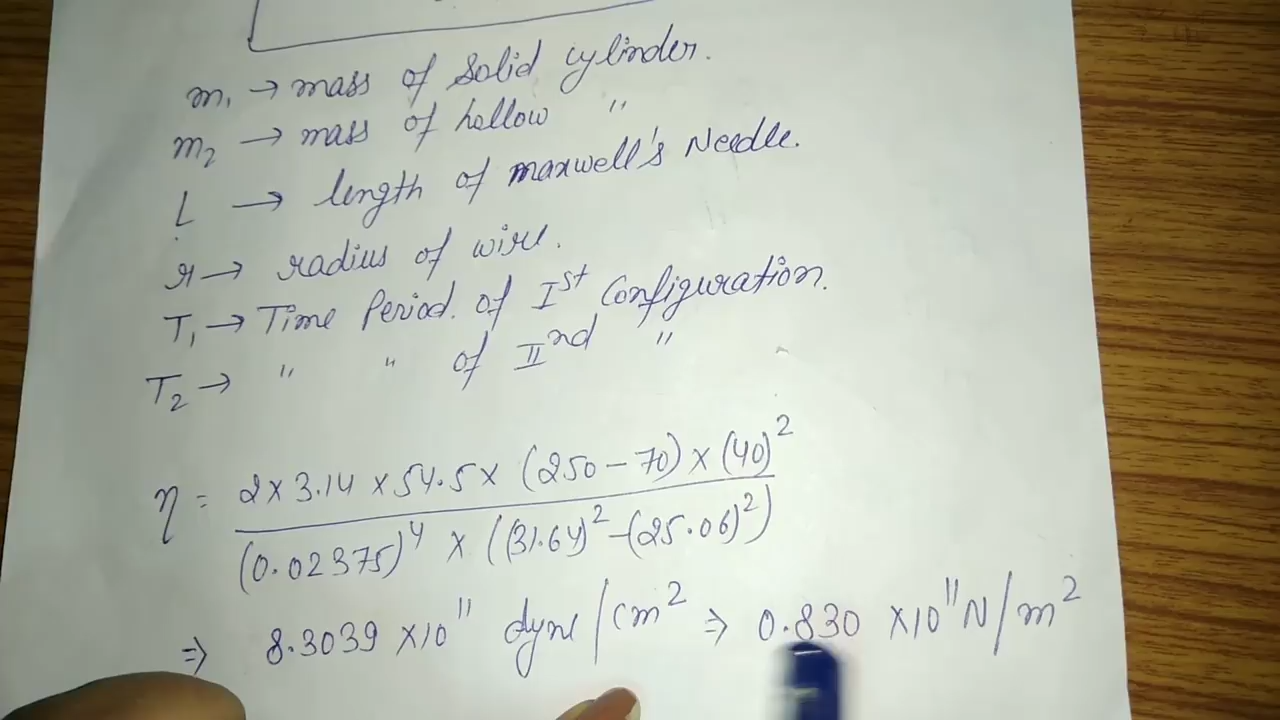 m₁ → mass of Solid cylinder.
m₂ → mass of hollow "
L → length of maxwell's Needle.
r → radius of wire.
T₁ → Time Period. of Iˢᵗ Configuration.
T₂ → " " of IIⁿᵈ "
η = 2 × 3.14 × 54.5 × (250 − 70) × (40)²
(0.02375)⁴ × ((31.64)² − (25.06)²)
⇒ 8.3039 × 10¹¹ dyne/cm² ⇒ 0.830 × 10¹¹ N/m²